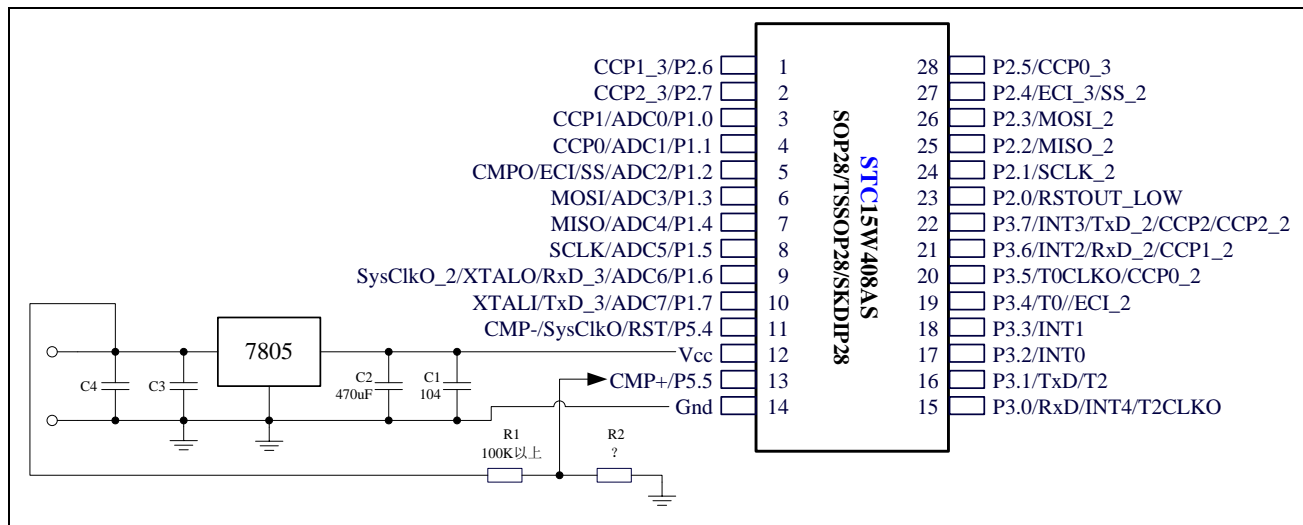 CCP1_3/P2.6 1 28 P2.5/CCP0_3
CCP2_3/P2.7 2 27 P2.4/ECI_3/SS_2
CCP1/ADC0/P1.0 3 26 P2.3/MOSI_2
CCP0/ADC1/P1.1 4 25 P2.2/MISO_2
CMPO/ECI/SS/ADC2/P1.2 5 24 P2.1/SCLK_2
MOSI/ADC3/P1.3 6 23 P2.0/RSTOUT_LOW
MISO/ADC4/P1.4 7 22 P3.7/INT3/TxD_2/CCP2/CCP2_2
SCLK/ADC5/P1.5 8 21 P3.6/INT2/RxD_2/CCP1_2
SysClkO_2/XTALO/RxD_3/ADC6/P1.6 9 20 P3.5/T0CLKO/CCP0_2
XTALI/TxD_3/ADC7/P1.7 10 19 P3.4/T0//ECI_2
CMP-/SysClkO/RST/P5.4 11 18 P3.3/INT1
Vcc 12 17 P3.2/INT0
CMP+/P5.5 13 16 P3.1/TxD/T2
Gnd 14 15 P3.0/RxD/INT4/T2CLKO
STC15W408AS
SOP28/TSSOP28/SKDIP28
7805
C4
C3
C2
470uF
C1
104
R1
100K以上
R2
?